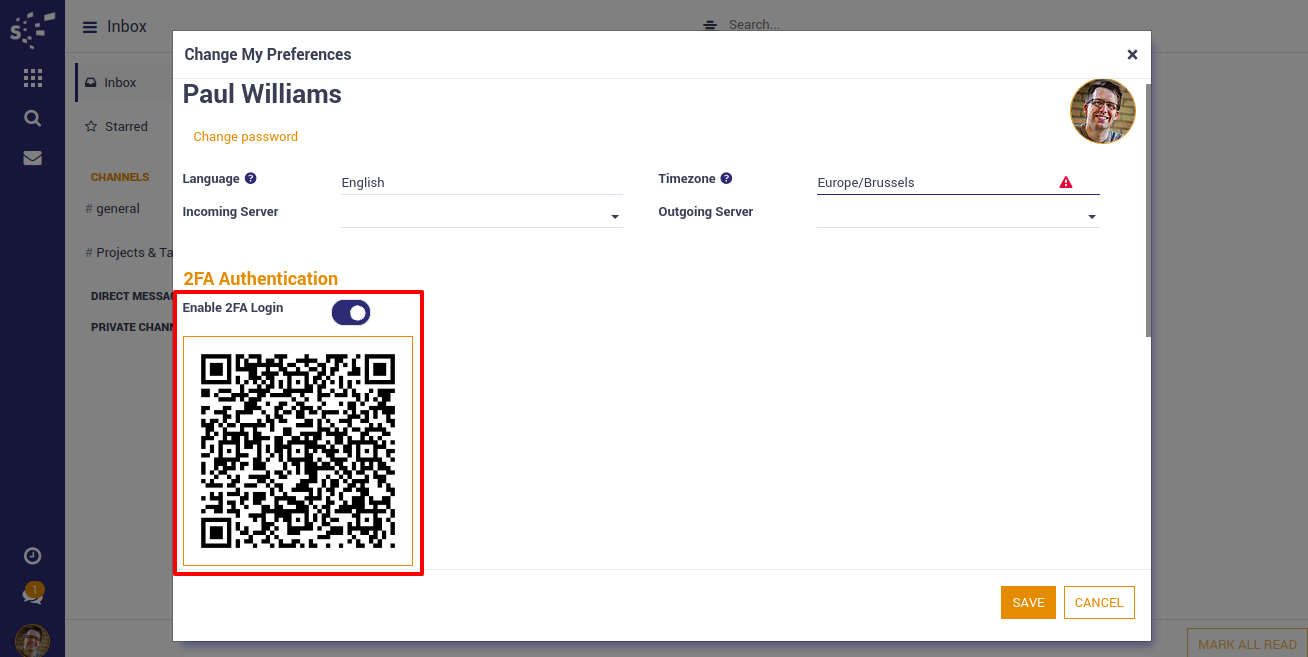 Inbox
Search...
Inbox
Starred
CHANNELS
# general
# Projects & Ta
DIRECT MESSAG
PRIVATE CHANN
1
Change My Preferences
×
Paul Williams
Change password
Language ?
English
Timezone ?
Europe/Brussels
Incoming Server
Outgoing Server
2FA Authentication
Enable 2FA Login
SAVE
CANCEL
MARK ALL READ